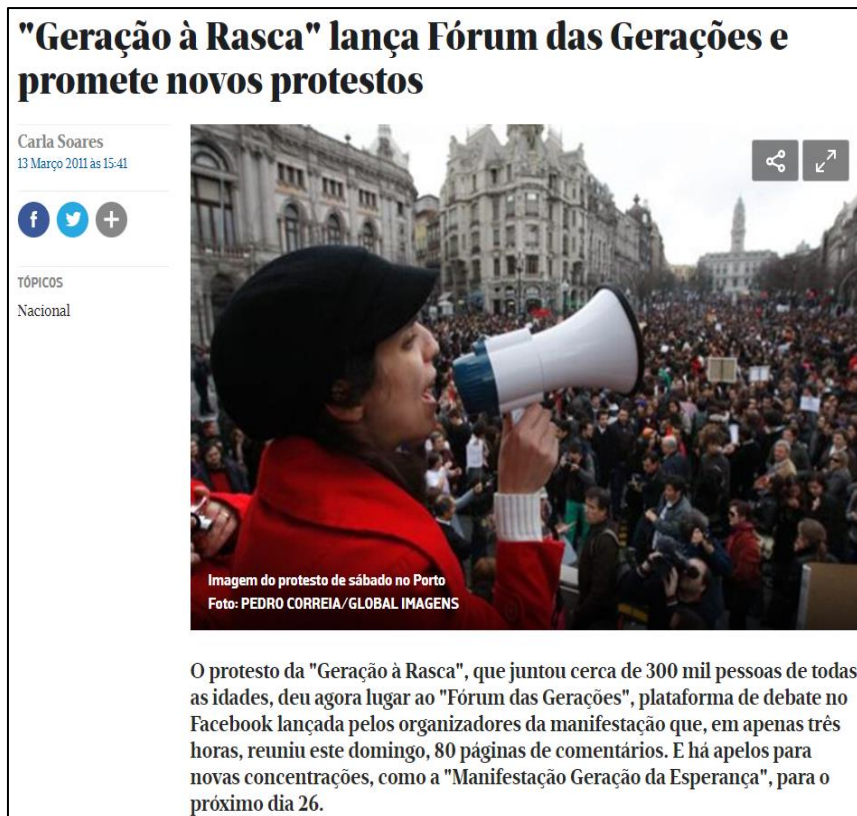 "Geração à Rasca" lança Fórum das Gerações e
promete novos protestos
Carla Soares
13 Março 2011 às 15:41
TÓPICOS
Nacional
Imagem do protesto de sábado no Porto
Foto: PEDRO CORREIA/GLOBAL IMAGENS
O protesto da "Geração à Rasca", que juntou cerca de 300 mil pessoas de todas
as idades, deu agora lugar ao "Fórum das Gerações", plataforma de debate no
Facebook lançada pelos organizadores da manifestação que, em apenas três
horas, reuniu este domingo, 80 páginas de comentários. E há apelos para
novas concentrações, como a "Manifestação Geração da Esperança", para o
próximo dia 26.